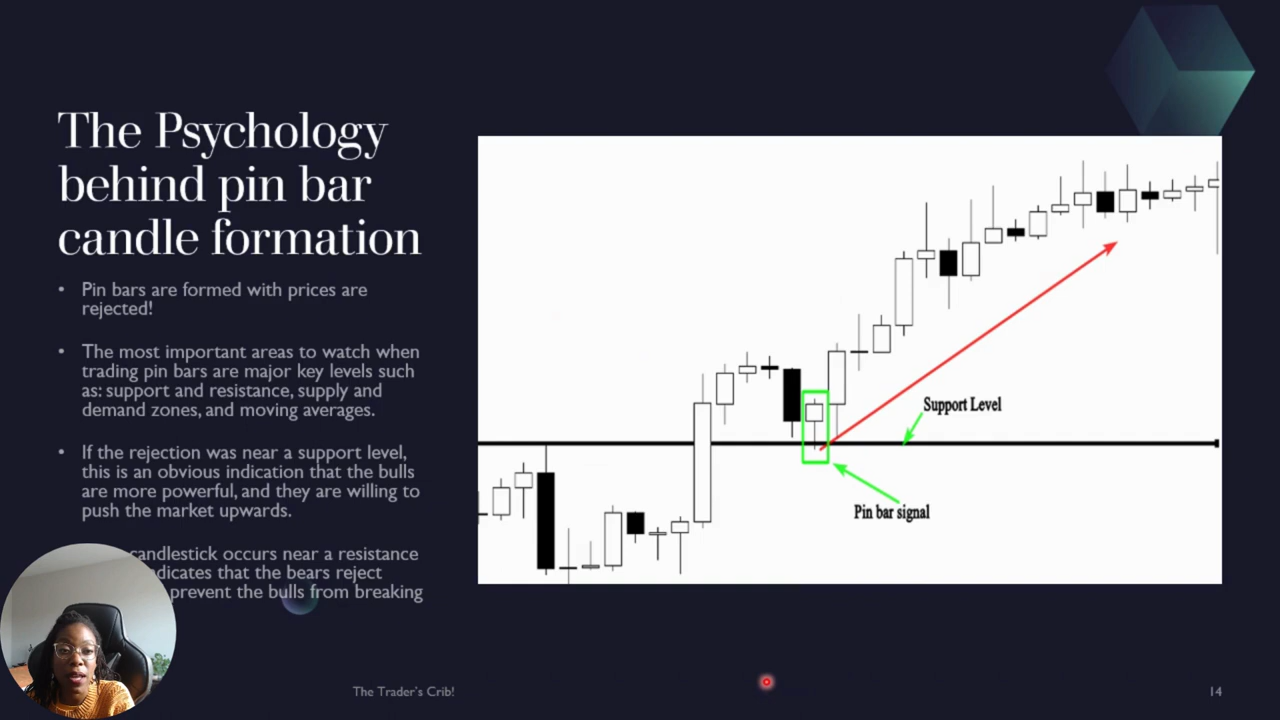 The Psychology
behind pin bar
candle formation
• Pin bars are formed with prices are
rejected!
• The most important areas to watch when
trading pin bars are major key levels such
as: support and resistance, supply and
demand zones, and moving averages.
• If the rejection was near a support level,
this is an obvious indication that the bulls
are more powerful, and they are willing to
push the market upwards.
candlestick occurs near a resistance
that the bears reject
prevent the bulls from breaking
Support Level
Pin bar signal
The Trader's Crib!
14